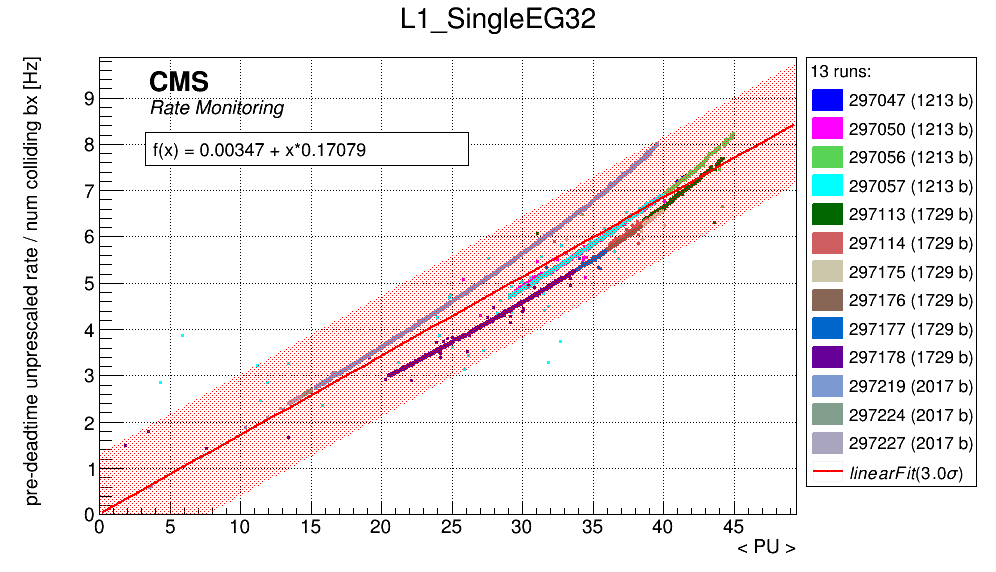 L1_SingleEG32
pre-deadtime unprescaled rate / num colliding bx [Hz]
CMS
Rate Monitoring
f(x) = 0.00347 + x*0.17079
9
8
7
6
5
4
3
2
1
0
0 5 10 15 20 25 30 35 40 45
< PU >
13 runs:
297047 (1213 b)
297050 (1213 b)
297056 (1213 b)
297057 (1213 b)
297113 (1729 b)
297114 (1729 b)
297175 (1729 b)
297176 (1729 b)
297177 (1729 b)
297178 (1729 b)
297219 (2017 b)
297224 (2017 b)
297227 (2017 b)
linearFit(3.0σ)